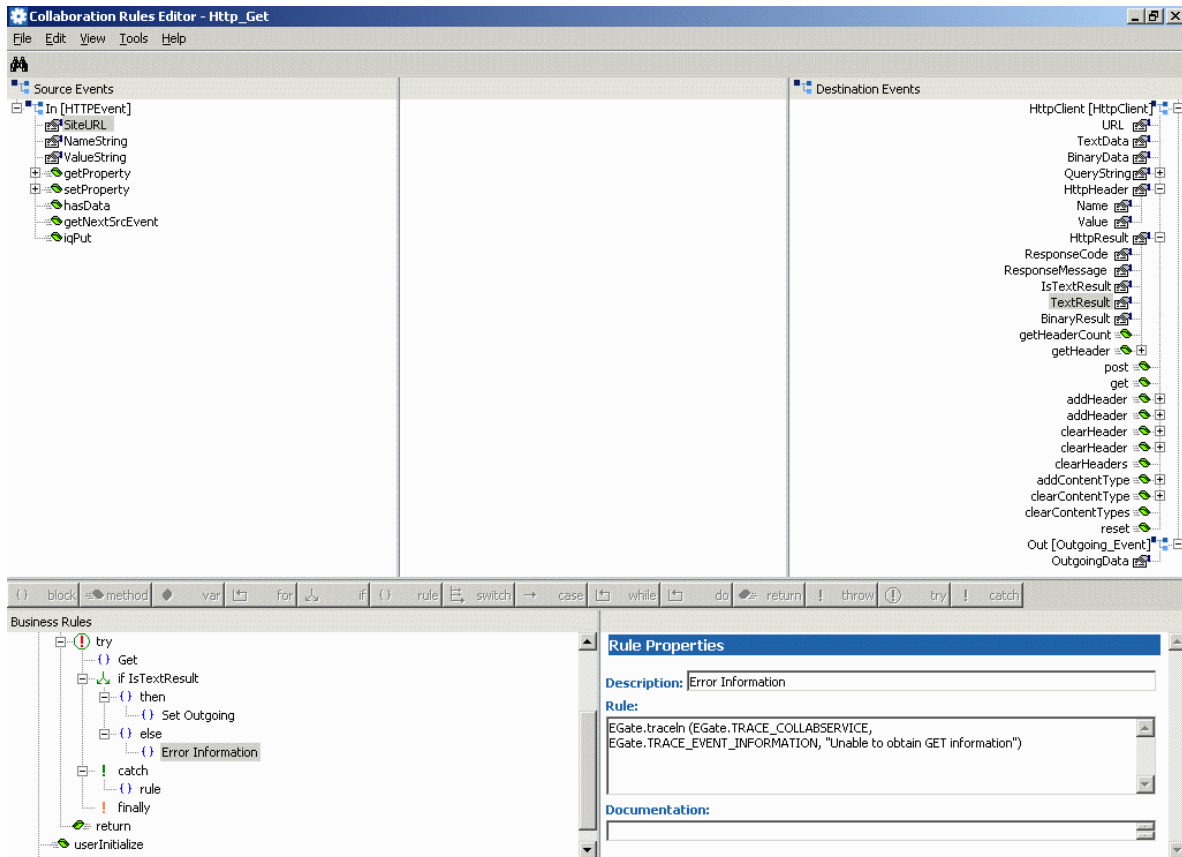 Collaboration Rules Editor - Http_Get
File Edit View Tools Help
Source Events
In [HTTPEvent]
SiteURL
NameString
ValueString
getProperty
setProperty
hasData
getNextSrcEvent
iqPut
Destination Events
HttpClient [HttpClient]
URL
TextData
BinaryData
QueryString
HttpHeader
Name
Value
HttpResult
ResponseCode
ResponseMessage
IsTextResult
TextResult
BinaryResult
getHeaderCount
getHeader
post
get
addHeader
addHeader
clearHeader
clearHeader
clearHeaders
addContentType
clearContentType
clearContentTypes
reset
Out [Outgoing_Event]
OutgoingData
block method var for if rule switch case while do return throw try catch
Business Rules
try
Get
if IsTextResult
then
Set Outgoing
else
Error Information
catch
rule
finally
return
userInitialize
Rule Properties
Description: Error Information
Rule:
EGate.traceln (EGate.TRACE_COLLABSERVICE,
EGate.TRACE_EVENT_INFORMATION, "Unable to obtain GET information")
Documentation: